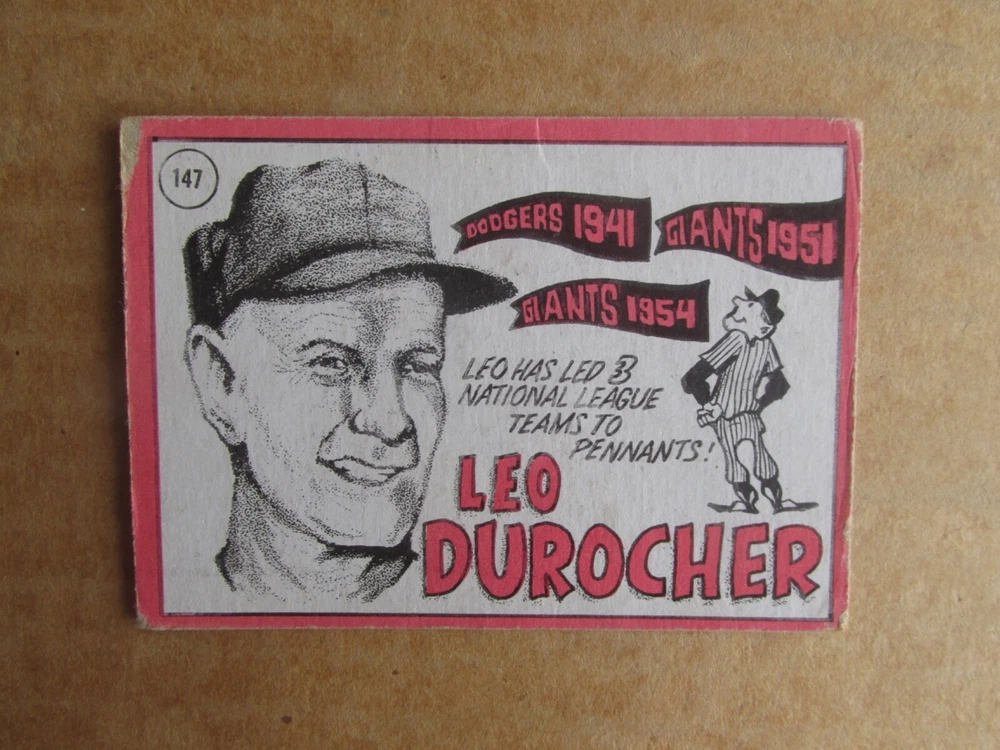 147
DODGERS 1941
GIANTS 1951
GIANTS 1954
LEO HAS LED 3
NATIONAL LEAGUE
TEAMS TO
PENNANTS!
LEO
DUROCHER